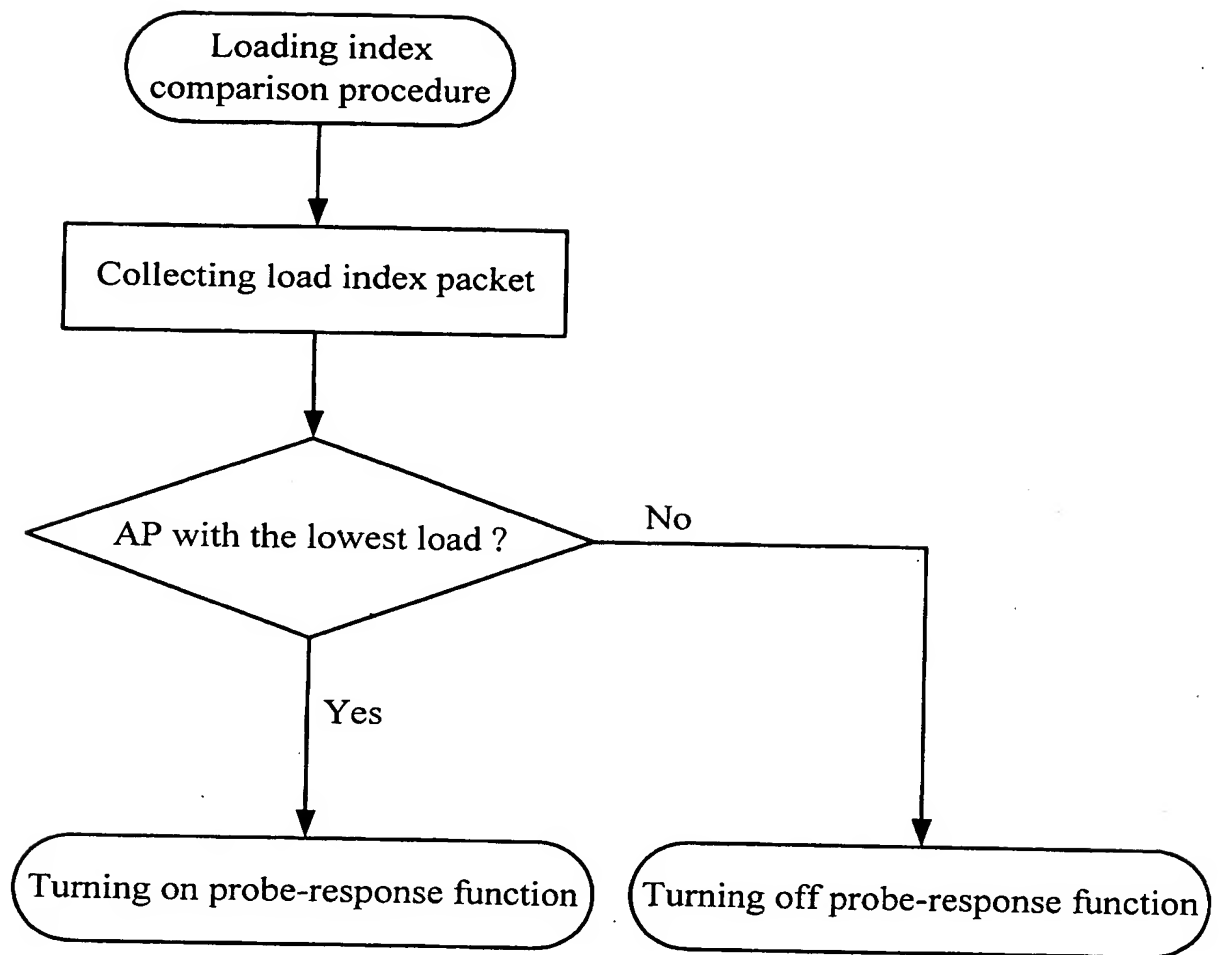 Loading index
comparison procedure
Collecting load index packet
AP with the lowest load ?
No
Yes
Turning on probe-response function
Turning off probe-response function